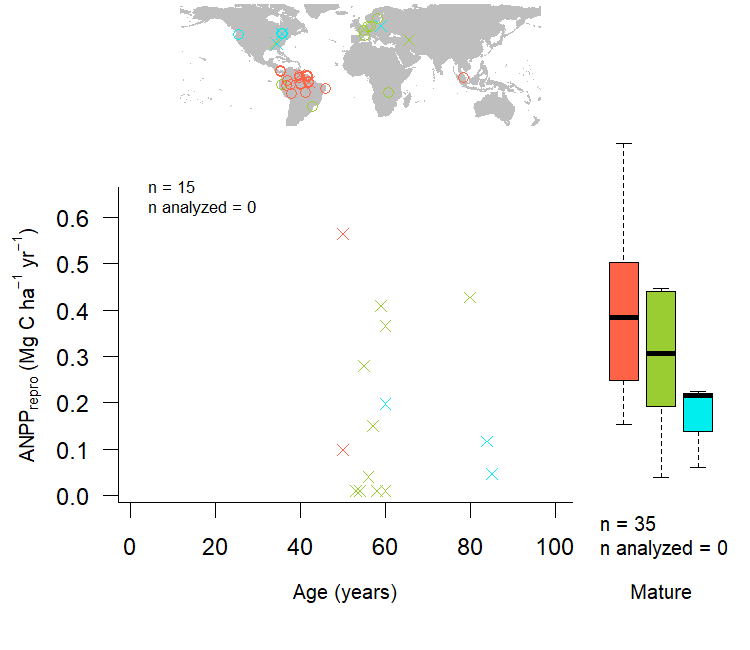 n = 15
n analyzed = 0
ANPP_repro (Mg C ha⁻¹ yr⁻¹)
0.6
0.5
0.4
0.3
0.2
0.1
0.0
0 20 40 60 80 100
Age (years)
n = 35
n analyzed = 0
Mature